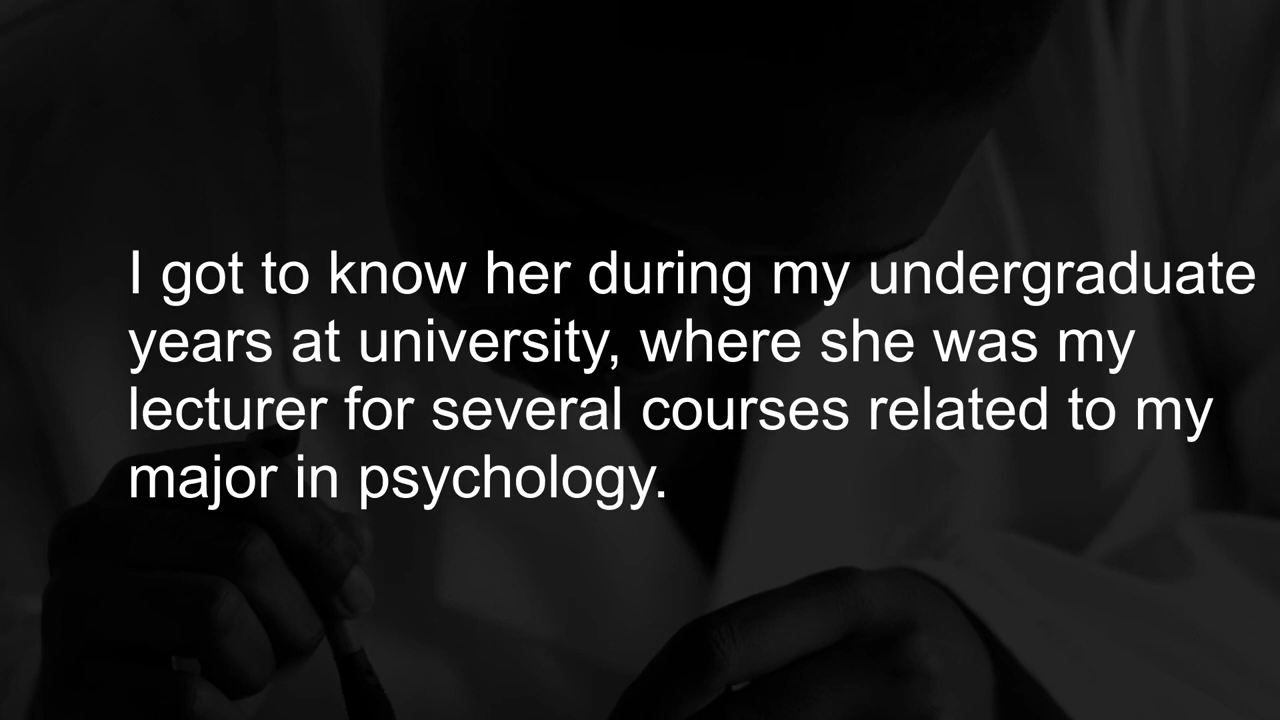 I got to know her during my undergraduate
years at university, where she was my
lecturer for several courses related to my
major in psychology.